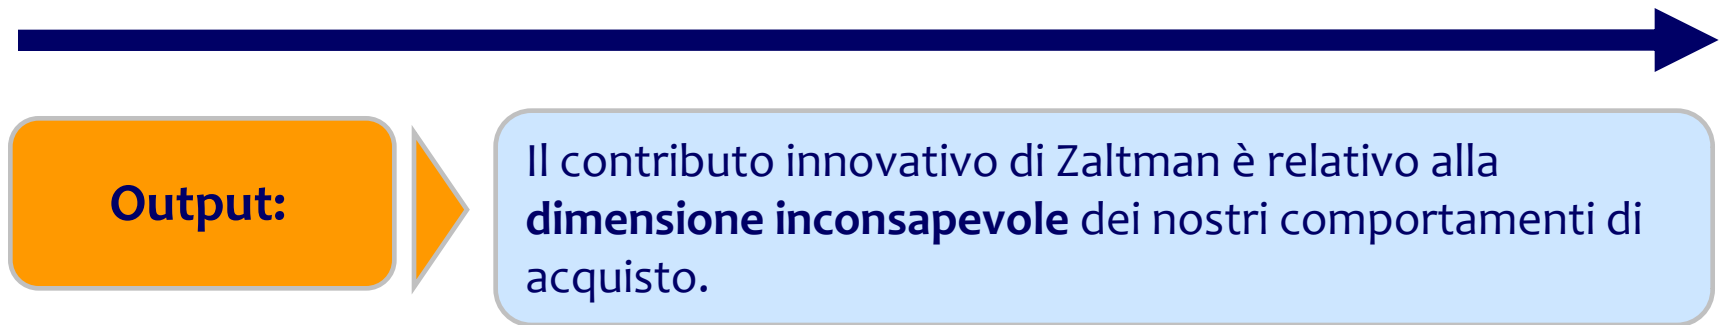 Output:
Il contributo innovativo di Zaltman è relativo alla
dimensione inconsapevole dei nostri comportamenti di
acquisto.